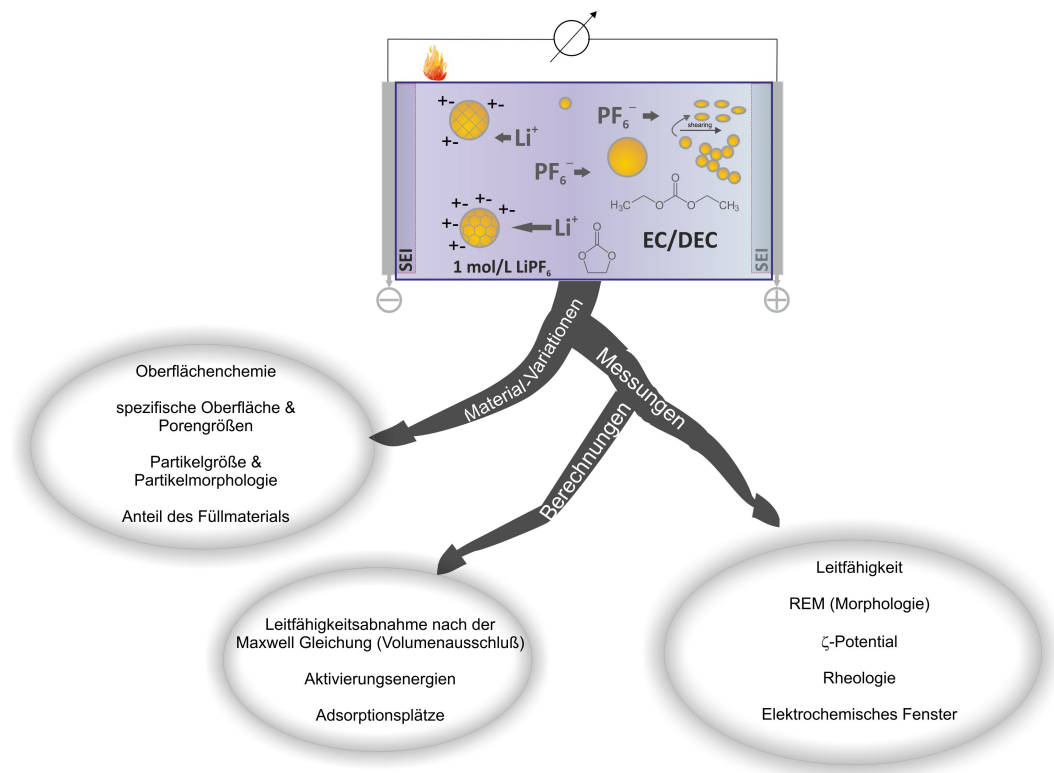 +-
+-
PF6−
shearing
+-
Li+
PF6−
H3C
O
O
O
CH3
+-
+-
+-
+-
+-
+-
Li+
EC/DEC
O
O
O
SEI
1 mol/L LiPF6
SEI
−
+
Material-Variationen
Messungen
Berechnungen
Oberflächenchemie
spezifische Oberfläche &
Porengrößen
Partikelgröße &
Partikelmorphologie
Anteil des Füllmaterials
Leitfähigkeitsabnahme nach der
Maxwell Gleichung (Volumenausschluß)
Aktivierungsenergien
Adsorptionsplätze
Leitfähigkeit
REM (Morphologie)
ζ-Potential
Rheologie
Elektrochemisches Fenster